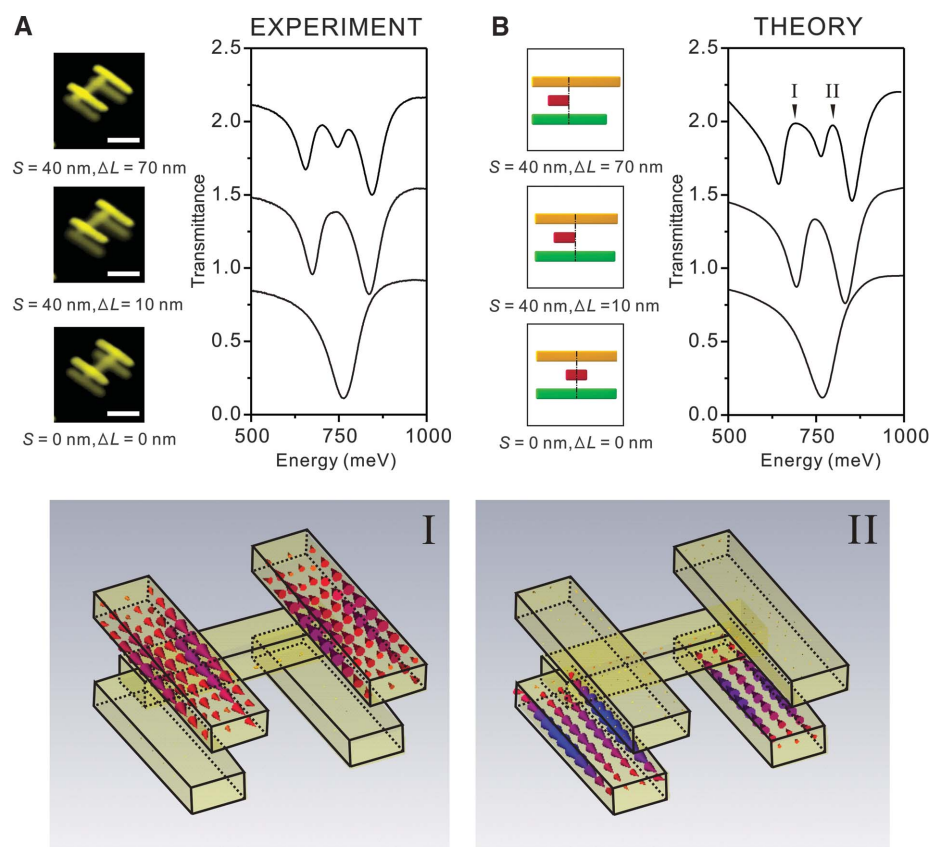 A
EXPERIMENT
2.5
2.0
1.5
1.0
0.5
0.0
500
750
1000
Transmittance
Energy (meV)
S = 40 nm, ΔL = 70 nm
S = 40 nm, ΔL = 10 nm
S = 0 nm, ΔL = 0 nm
B
THEORY
I
II
2.5
2.0
1.5
1.0
0.5
0.0
500
750
1000
Transmittance
Energy (meV)
S = 40 nm, ΔL = 70 nm
S = 40 nm, ΔL = 10 nm
S = 0 nm, ΔL = 0 nm
I
II